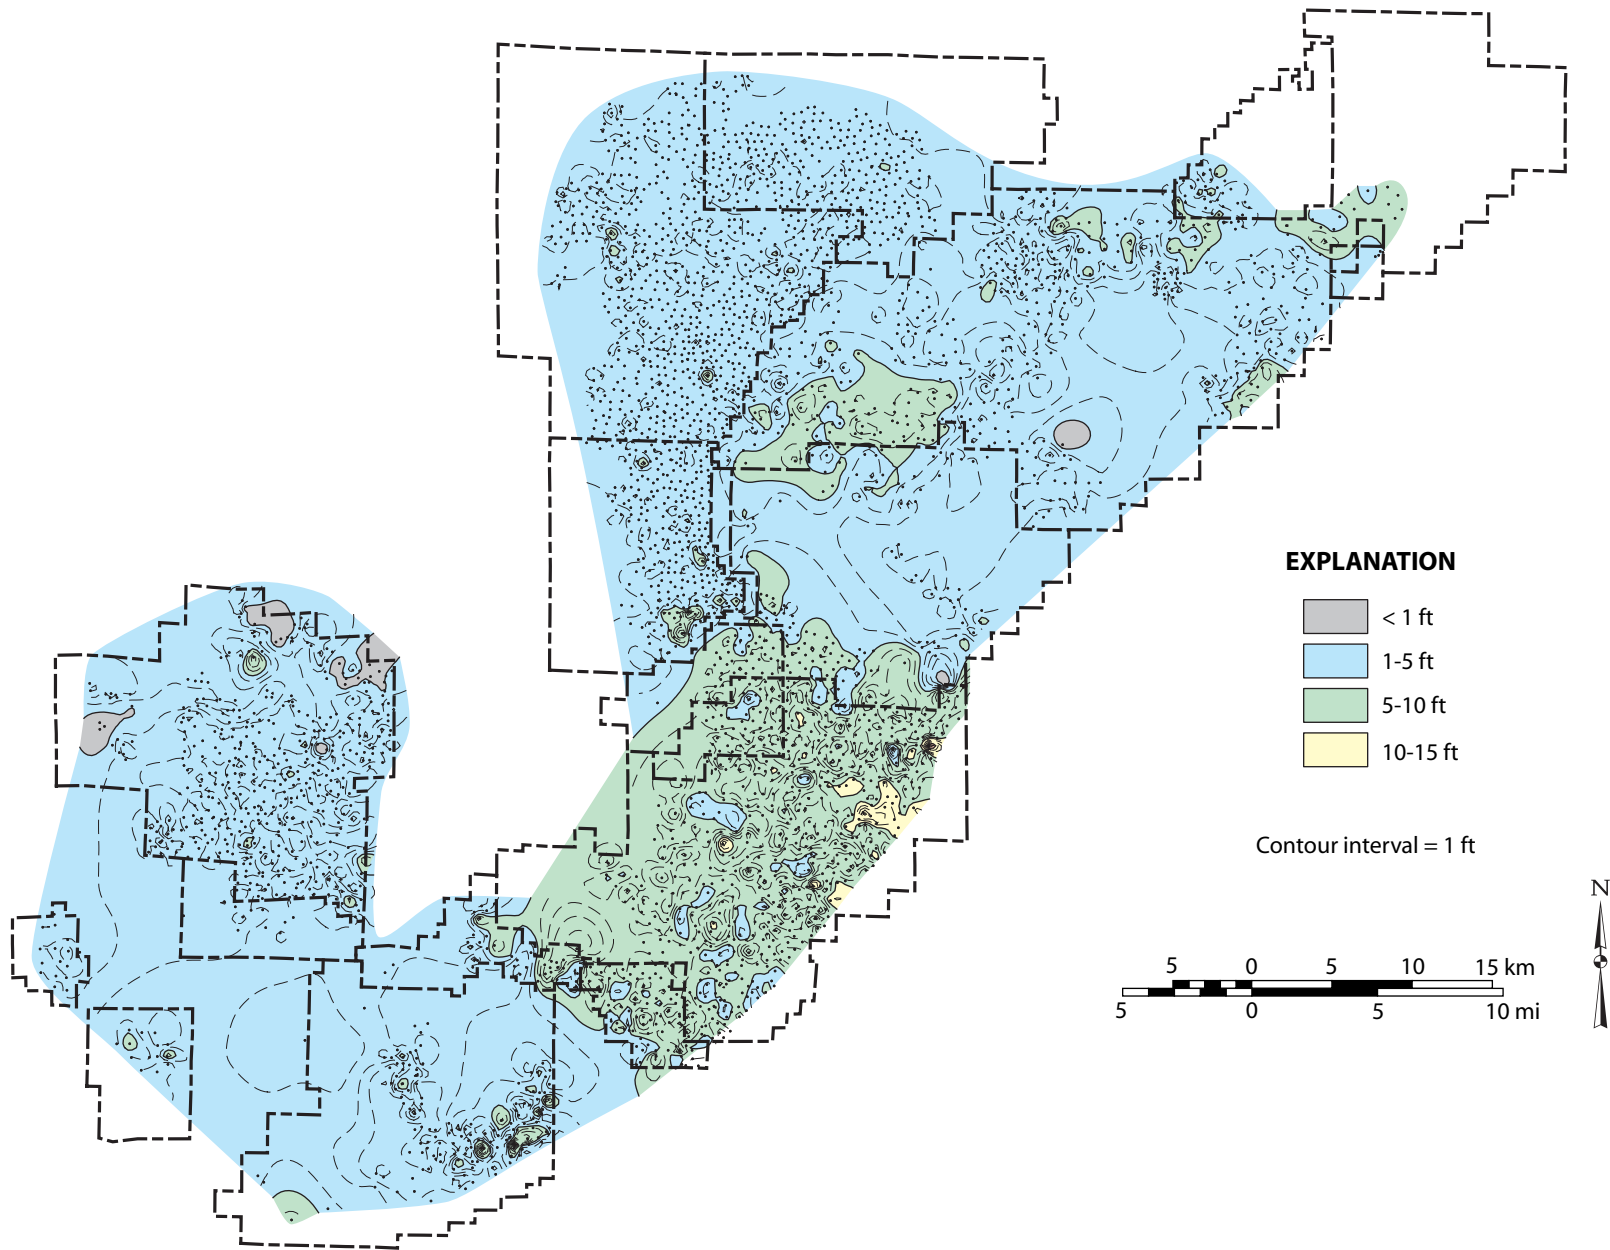 EXPLANATION
< 1 ft
1-5 ft
5-10 ft
10-15 ft
Contour interval = 1 ft
N
5 0 5 10 15 km
5 0 5 10 mi